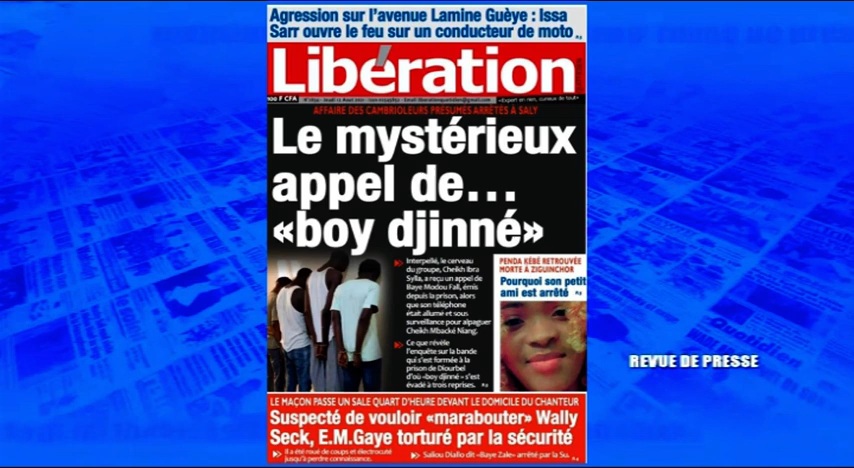 Agression sur l'avenue Lamine Guèye : Issa
Sarr ouvre le feu sur un conducteur de moto
Libération
100 F CFA
«Expert en rien, curieux de tout»
AFFAIRE DES CAMBRIOLEURS PRÉSUMÉS ARRÊTÉS À SALY
Le mystérieux
appel de...
«boy djinné»
Interpellé, le cerveau
du groupe, Cheikh Ibra
Sylla, a reçu un appel de
Baye Modou Fall, émis
depuis la prison, alors
que son téléphone
était allumé et sous
surveillance pour alpaguer
Cheikh Mbacké Niang.
Ce que révèle
l'enquête sur la bande
qui s'est formée à la
prison de Diourbel
d'où «boy djinné» s'est
évadé à trois reprises.
PENDA KÉBÉ RETROUVÉE
MORTE A ZIGUINCHOR
Pourquoi son petit
ami est arrêté
REVUE DE PRESSE
LE MAÇON PASSE UN SALE QUART D'HEURE DEVANT LE DOMICILE DU CHANTEUR
Suspecté de vouloir «marabouter» Wally
Seck, E.M.Gaye torturé par la sécurité
Il a été roué de coups et électrocuté
jusqu'à perdre connaissance.
Saliou Diallo dit «Baye Zale» arrêté par la Su.